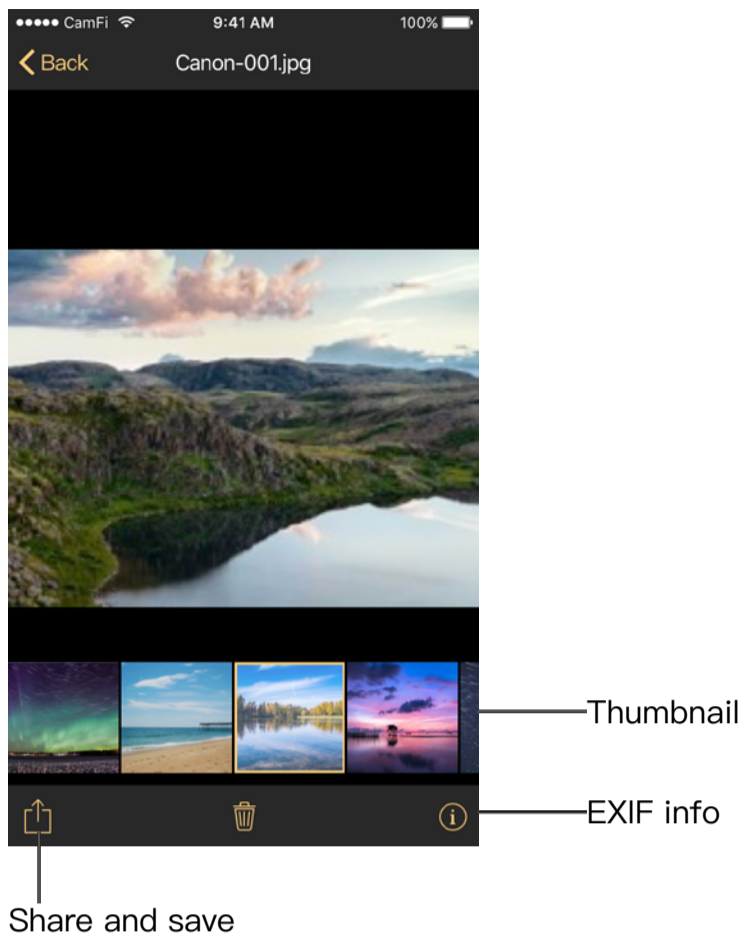 CamFi 9:41 AM 100%
Back Canon-001.jpg
Thumbnail
EXIF info
Share and save